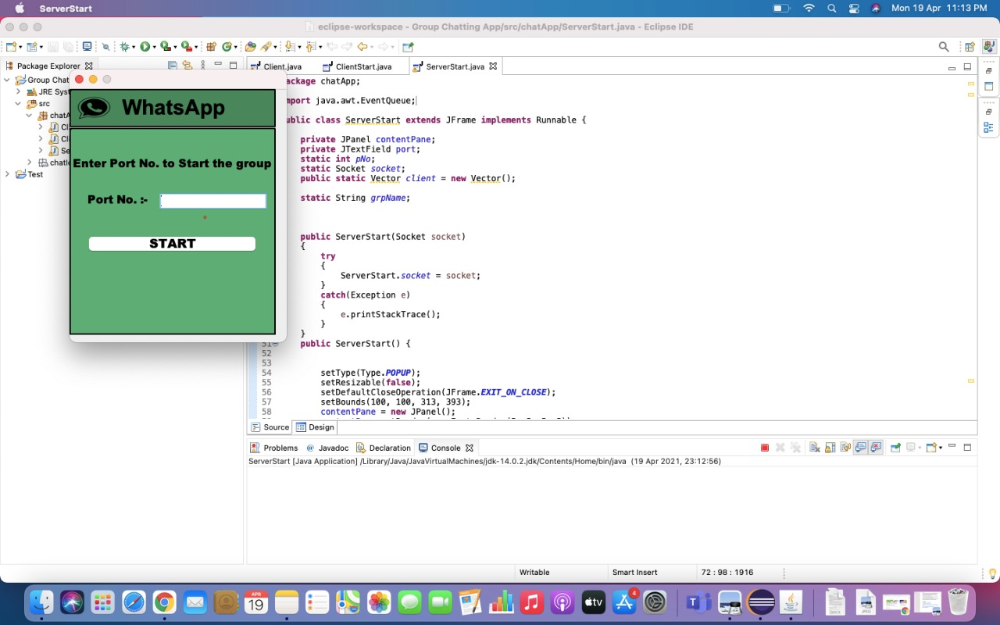 ServerStart
Mon 19 Apr 11:13 PM
eclipse-workspace - Group Chatting App/src/chatApp/ServerStart.java - Eclipse IDE
Package Explorer
Client.java
ClientStart.java
ServerStart.java
Group Chat
JRE Sys
src
chatA
Cl
Cl
Se
chatIc
Test
WhatsApp
Enter Port No. to Start the group
Port No. :-
*
START
ackage chatApp;
mport java.awt.EventQueue;
ublic class ServerStart extends JFrame implements Runnable {
private JPanel contentPane;
private JTextField port;
static int pNo;
static Socket socket;
public static Vector client = new Vector();
static String grpName;
public ServerStart(Socket socket)
{
try
{
ServerStart.socket = socket;
}
catch(Exception e)
{
e.printStackTrace();
}
}
51 public ServerStart() {
52
53
54 setType(Type.POPUP);
55 setResizable(false);
56 setDefaultCloseOperation(JFrame.EXIT_ON_CLOSE);
57 setBounds(100, 100, 313, 393);
58 contentPane = new JPanel();
Source
Design
Problems
@ Javadoc
Declaration
Console
ServerStart [Java Application] /Library/Java/JavaVirtualMachines/jdk-14.0.2.jdk/Contents/Home/bin/java (19 Apr 2021, 23:12:56)
Writable
Smart Insert
72 : 98 : 1916
APR
19
tv
4
DOCX
JPEG